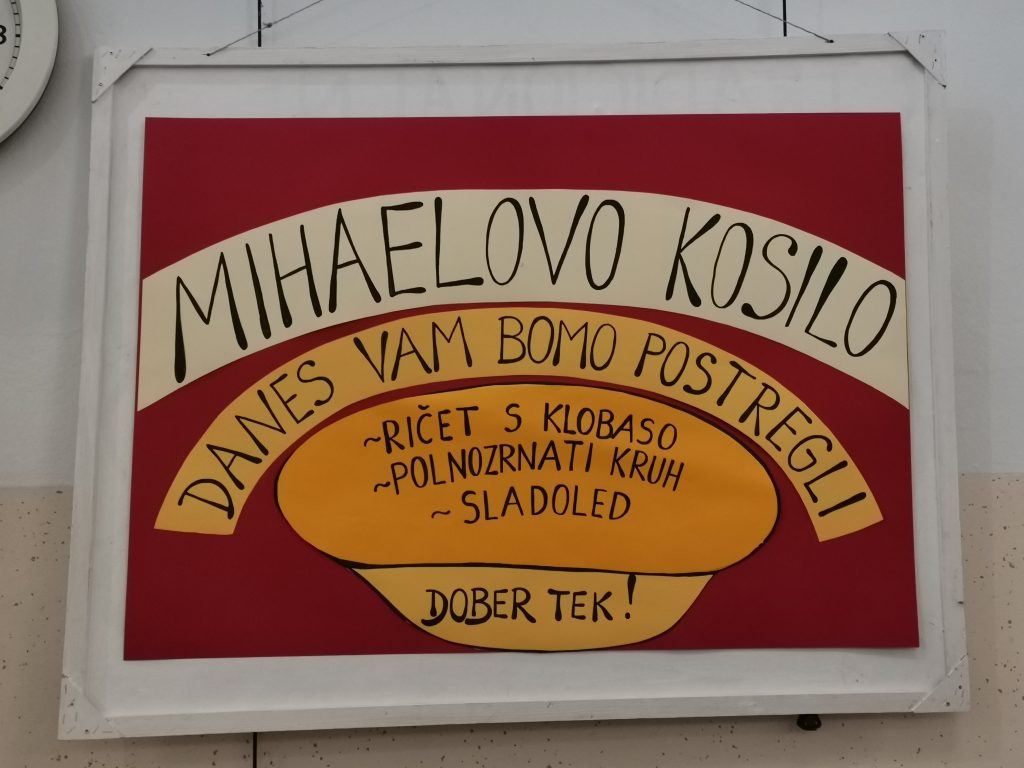 MIHAELOVO KOSILO
DANES VAM BOMO POSTREGLI
~RIČET S KLOBASO
~POLNOZRNATI KRUH
~ SLADOLED
DOBER TEK!